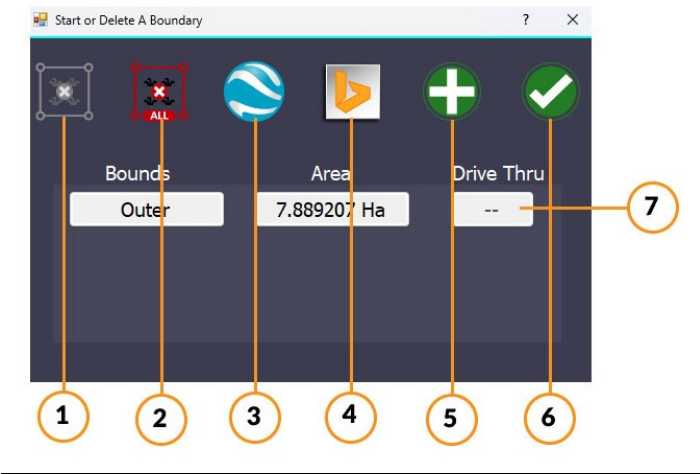 Start or Delete A Boundary ? ×
ALL
Bounds Area Drive Thru
Outer 7.889207 Ha --
7
1 2 3 4 5 6